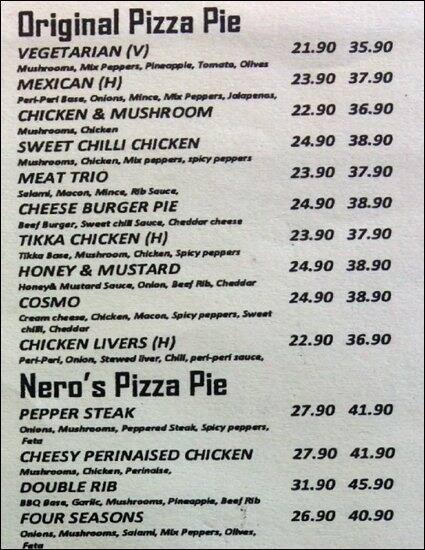 Original Pizza Pie
VEGETARIAN (V) 21.90 35.90
Mushrooms, Mix Peppers, Pineapple, Tomato, Olives
MEXICAN (H) 23.90 37.90
Peri-Peri Base, Onions, Mince, Mix Peppers, Jalapenos,
CHICKEN & MUSHROOM 22.90 36.90
Mushrooms, Chicken
SWEET CHILLI CHICKEN 24.90 38.90
Mushrooms, Chicken, Mix peppers, spicy peppers
MEAT TRIO 23.90 37.90
Salami, Macon, Mince, Rib Sauce,
CHEESE BURGER PIE 24.90 38.90
Beef Burger, Sweet chili Sauce, Cheddar cheese
TIKKA CHICKEN (H) 23.90 37.90
Tikka Base, Mushroom, Chicken, Spicy peppers
HONEY & MUSTARD 24.90 38.90
Honey& Mustard Sauce, Onion, Beef Rib, Cheddar
COSMO 24.90 38.90
Cream cheese, Chicken, Macon, Spicy peppers, Sweet
chilli, Cheddar
CHICKEN LIVERS (H) 22.90 36.90
Peri-Peri, Onion, Stewed liver, Chili, peri-peri sauce,
Nero's Pizza Pie
PEPPER STEAK 27.90 41.90
Onions, Mushrooms, Peppered Steak, Spicy peppers,
Feta
CHEESY PERINAISED CHICKEN 27.90 41.90
Mushrooms, Chicken, Perinaise,
DOUBLE RIB 31.90 45.90
BBQ Base, Garlic, Mushrooms, Pineapple, Beef Rib
FOUR SEASONS 26.90 40.90
Onions, Mushrooms, Salami, Mix Peppers, Olives,
Feta